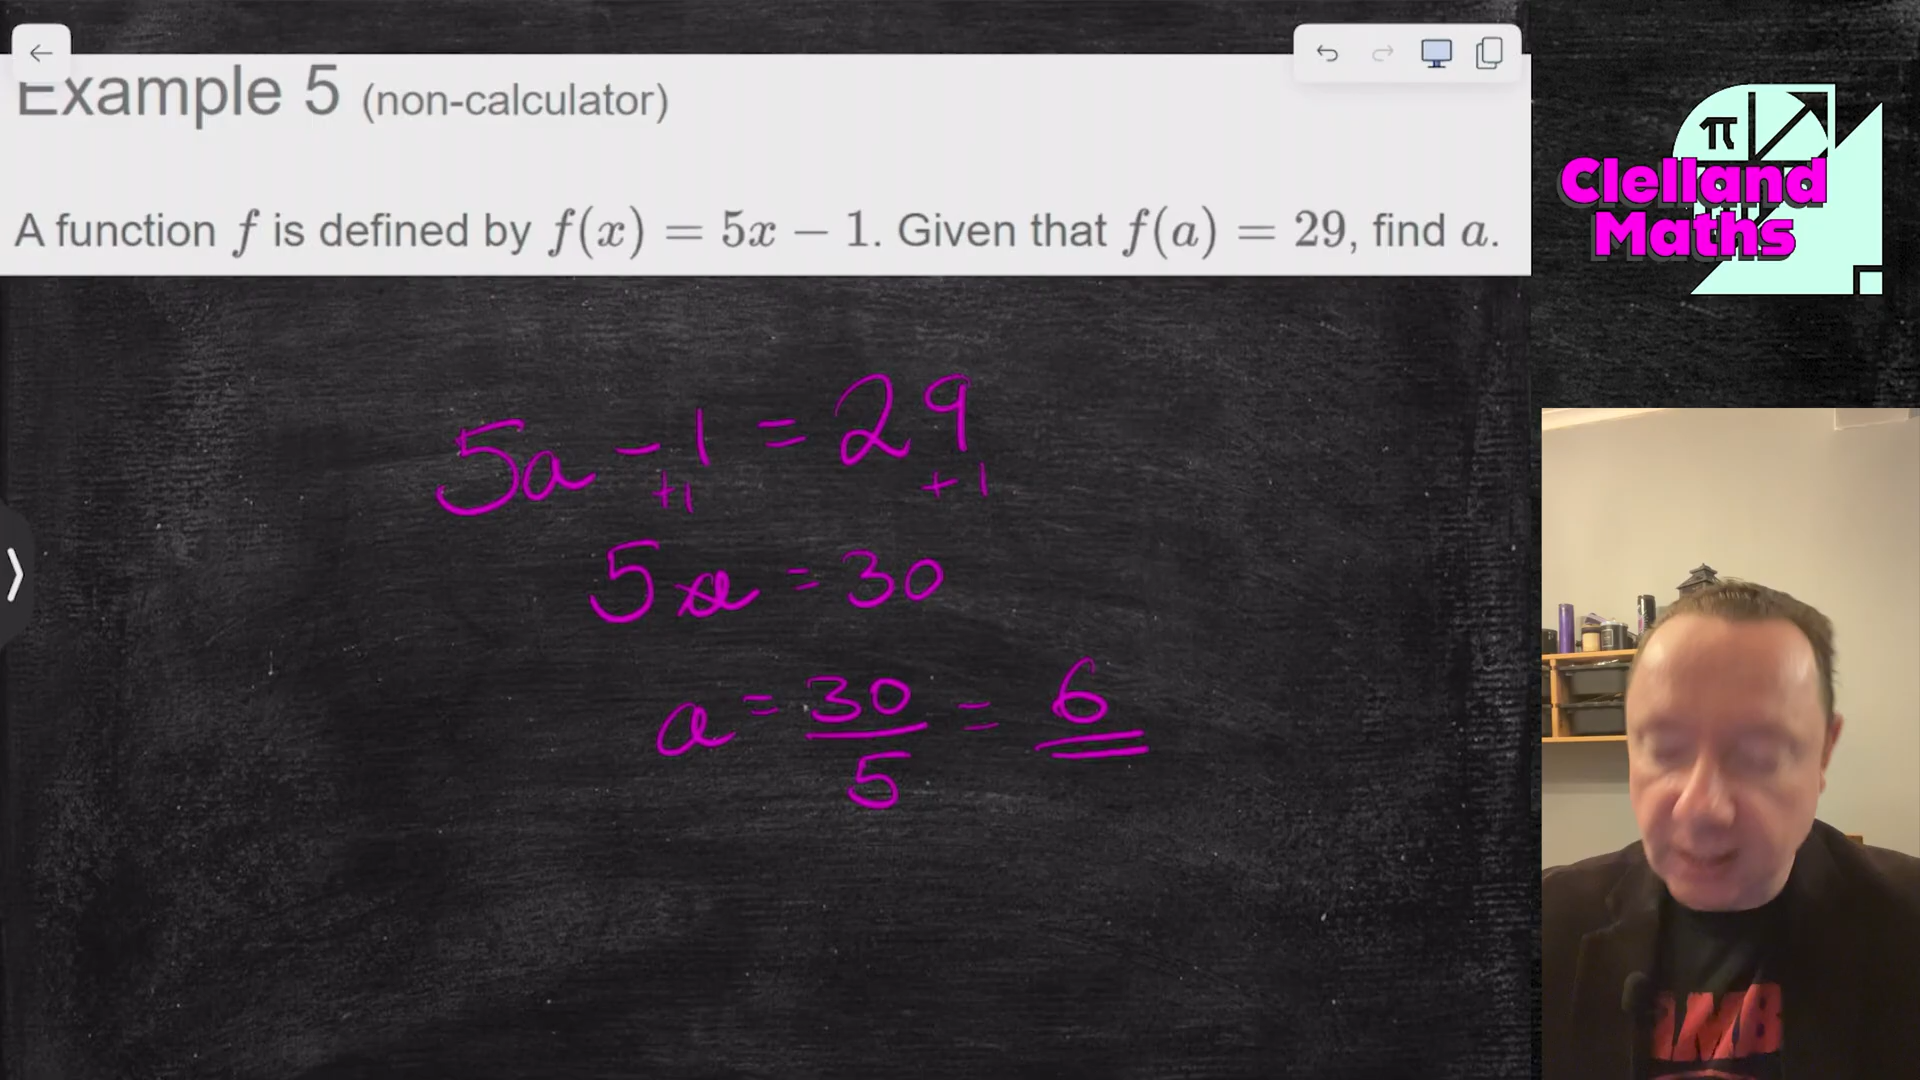 Example 5 (non-calculator)
A function f is defined by f(x) = 5x − 1. Given that f(a) = 29, find a.
π
Clelland
Maths
5a − 1 = 29
+1 +1
5a = 30
a = 30/5 = 6